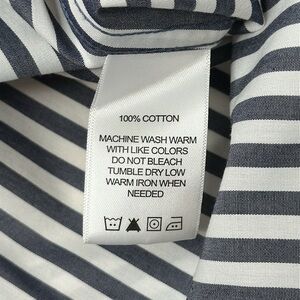 100% COTTON
MACHINE WASH WARM
WITH LIKE COLORS
DO NOT BLEACH
TUMBLE DRY LOW
WARM IRON WHEN
NEEDED